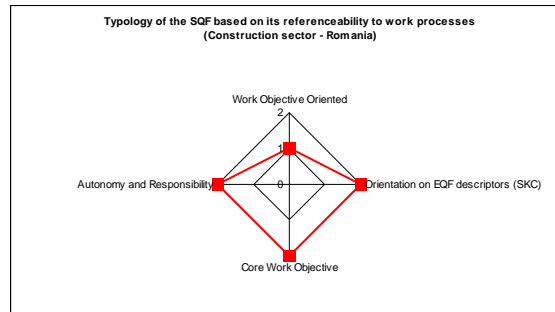 Typology of the SQF based on its referenceability to work processes
(Construction sector - Romania)
Work Objective Oriented
2
1
Autonomy and Responsibility
0
Orientation on EQF descriptors (SKC)
Core Work Objective